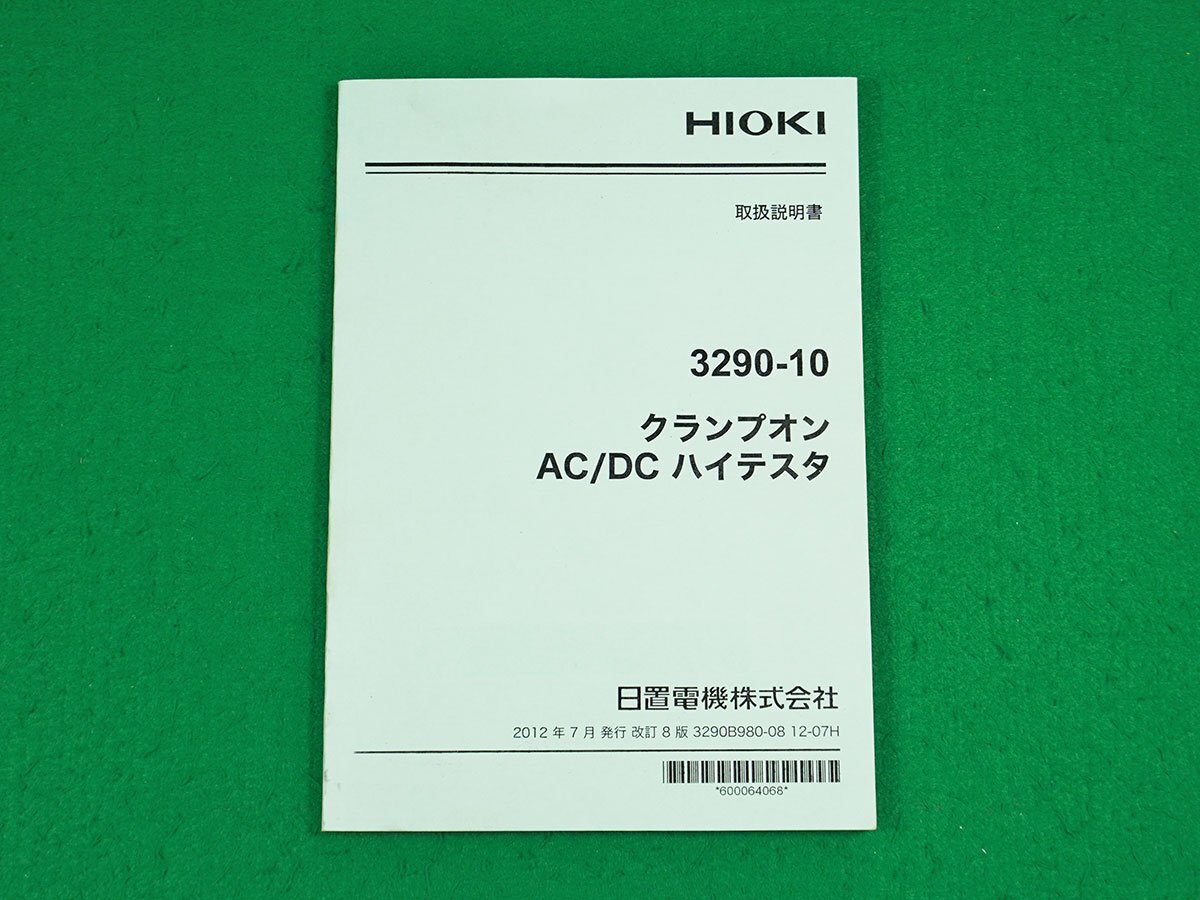 HIOKI
取扱説明書
3290-10
クランプオン
AC/DC ハイテスタ
日置電機株式会社
2012 年 7 月 発行 改訂 8 版 3290B980-08 12-07H
*600064068*